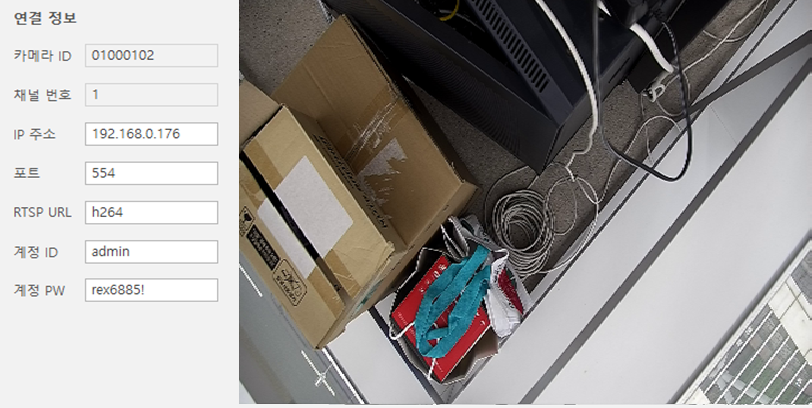 연결 정보
카메라 ID 01000102
채널 번호 1
IP 주소 192.168.0.176
포트 554
RTSP URL h264
계정 ID admin
계정 PW rex6885!